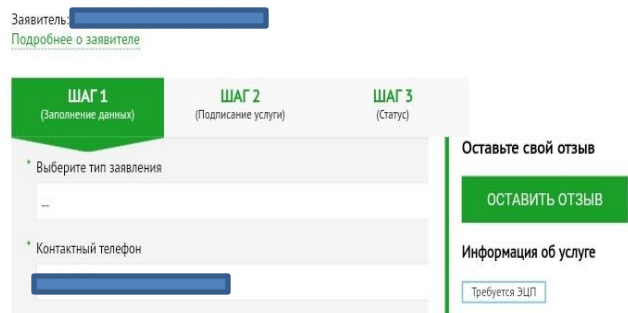 Заявитель:
Подробнее о заявителе
ШАГ 1
(Заполнение данных)
ШАГ 2
(Подписание услуги)
ШАГ 3
(Статус)
* Выберите тип заявления
--
* Контактный телефон
Оставьте свой отзыв
ОСТАВИТЬ ОТЗЫВ
Информация об услуге
Требуется ЭЦП